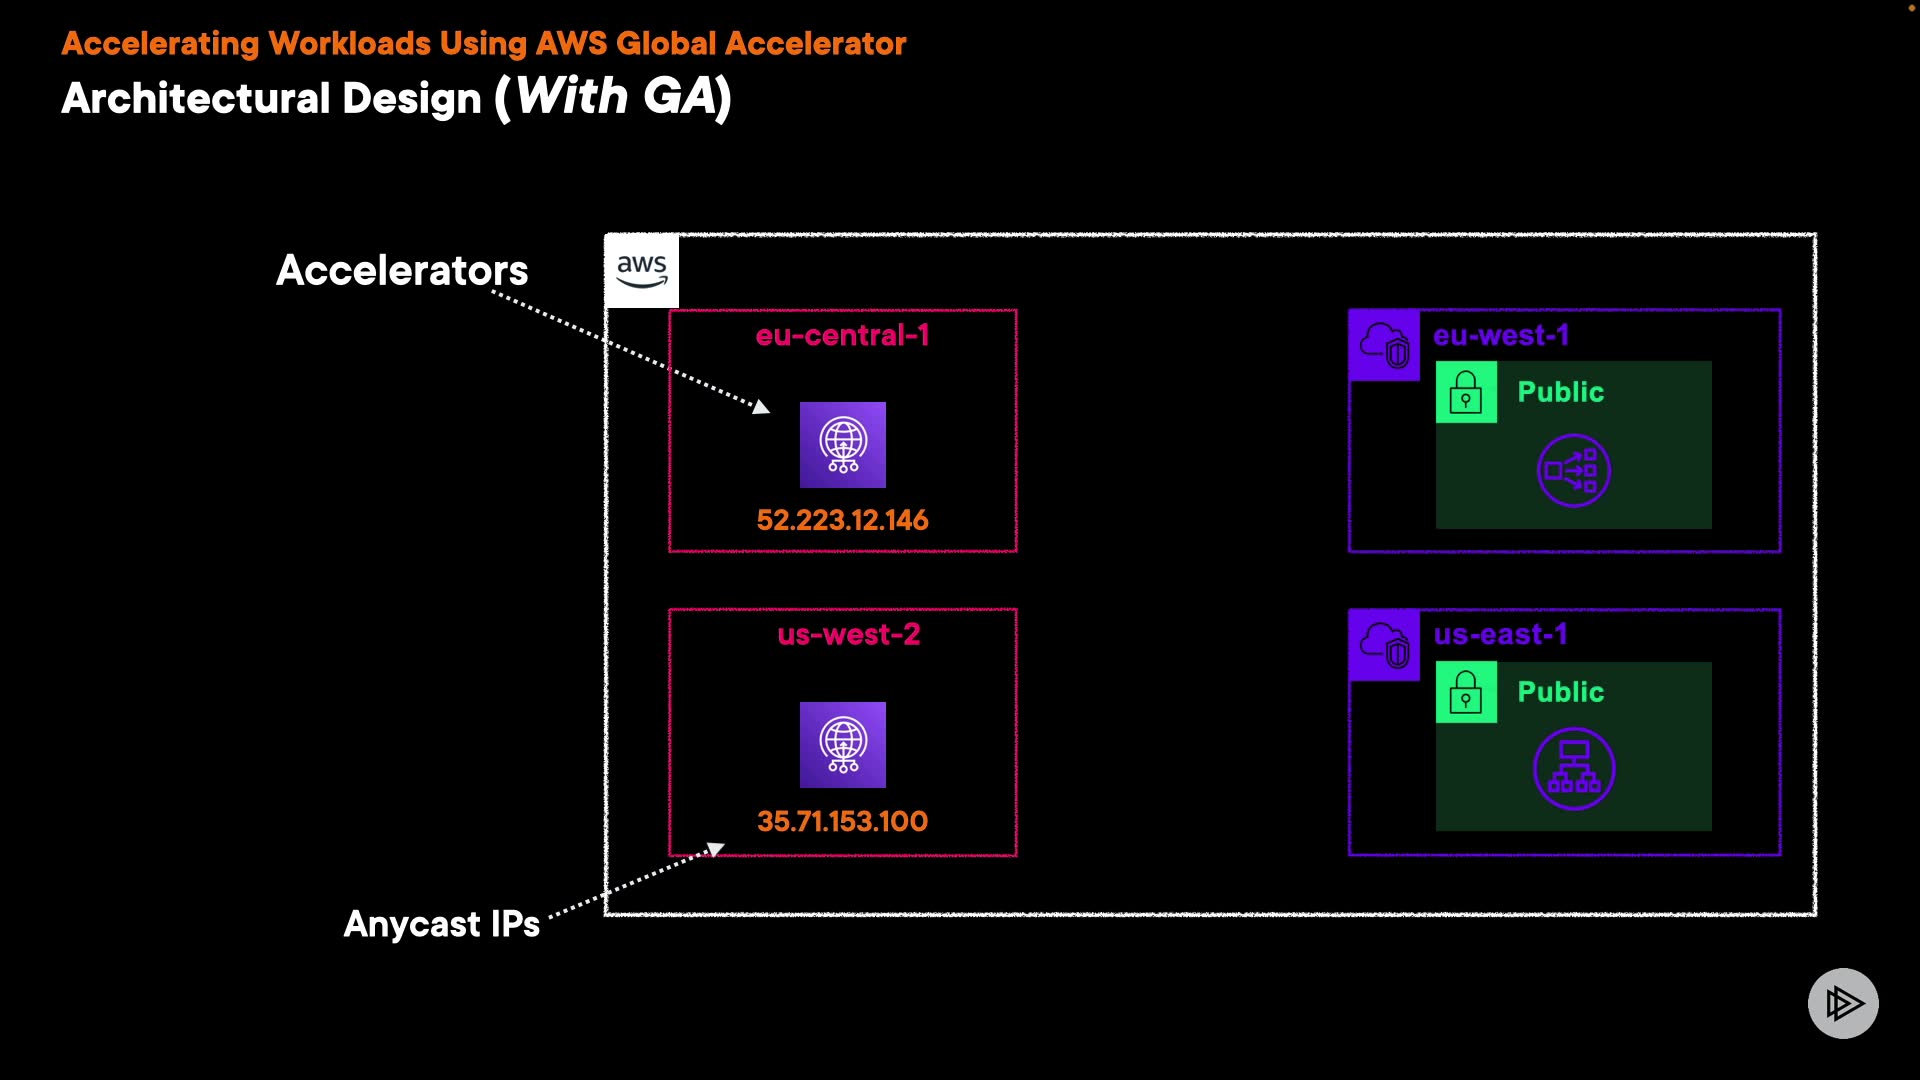 Accelerating Workloads Using AWS Global Accelerator
Architectural Design (With GA)
Accelerators
aws
eu-central-1
52.223.12.146
eu-west-1
Public
us-west-2
35.71.153.100
us-east-1
Public
Anycast IPs